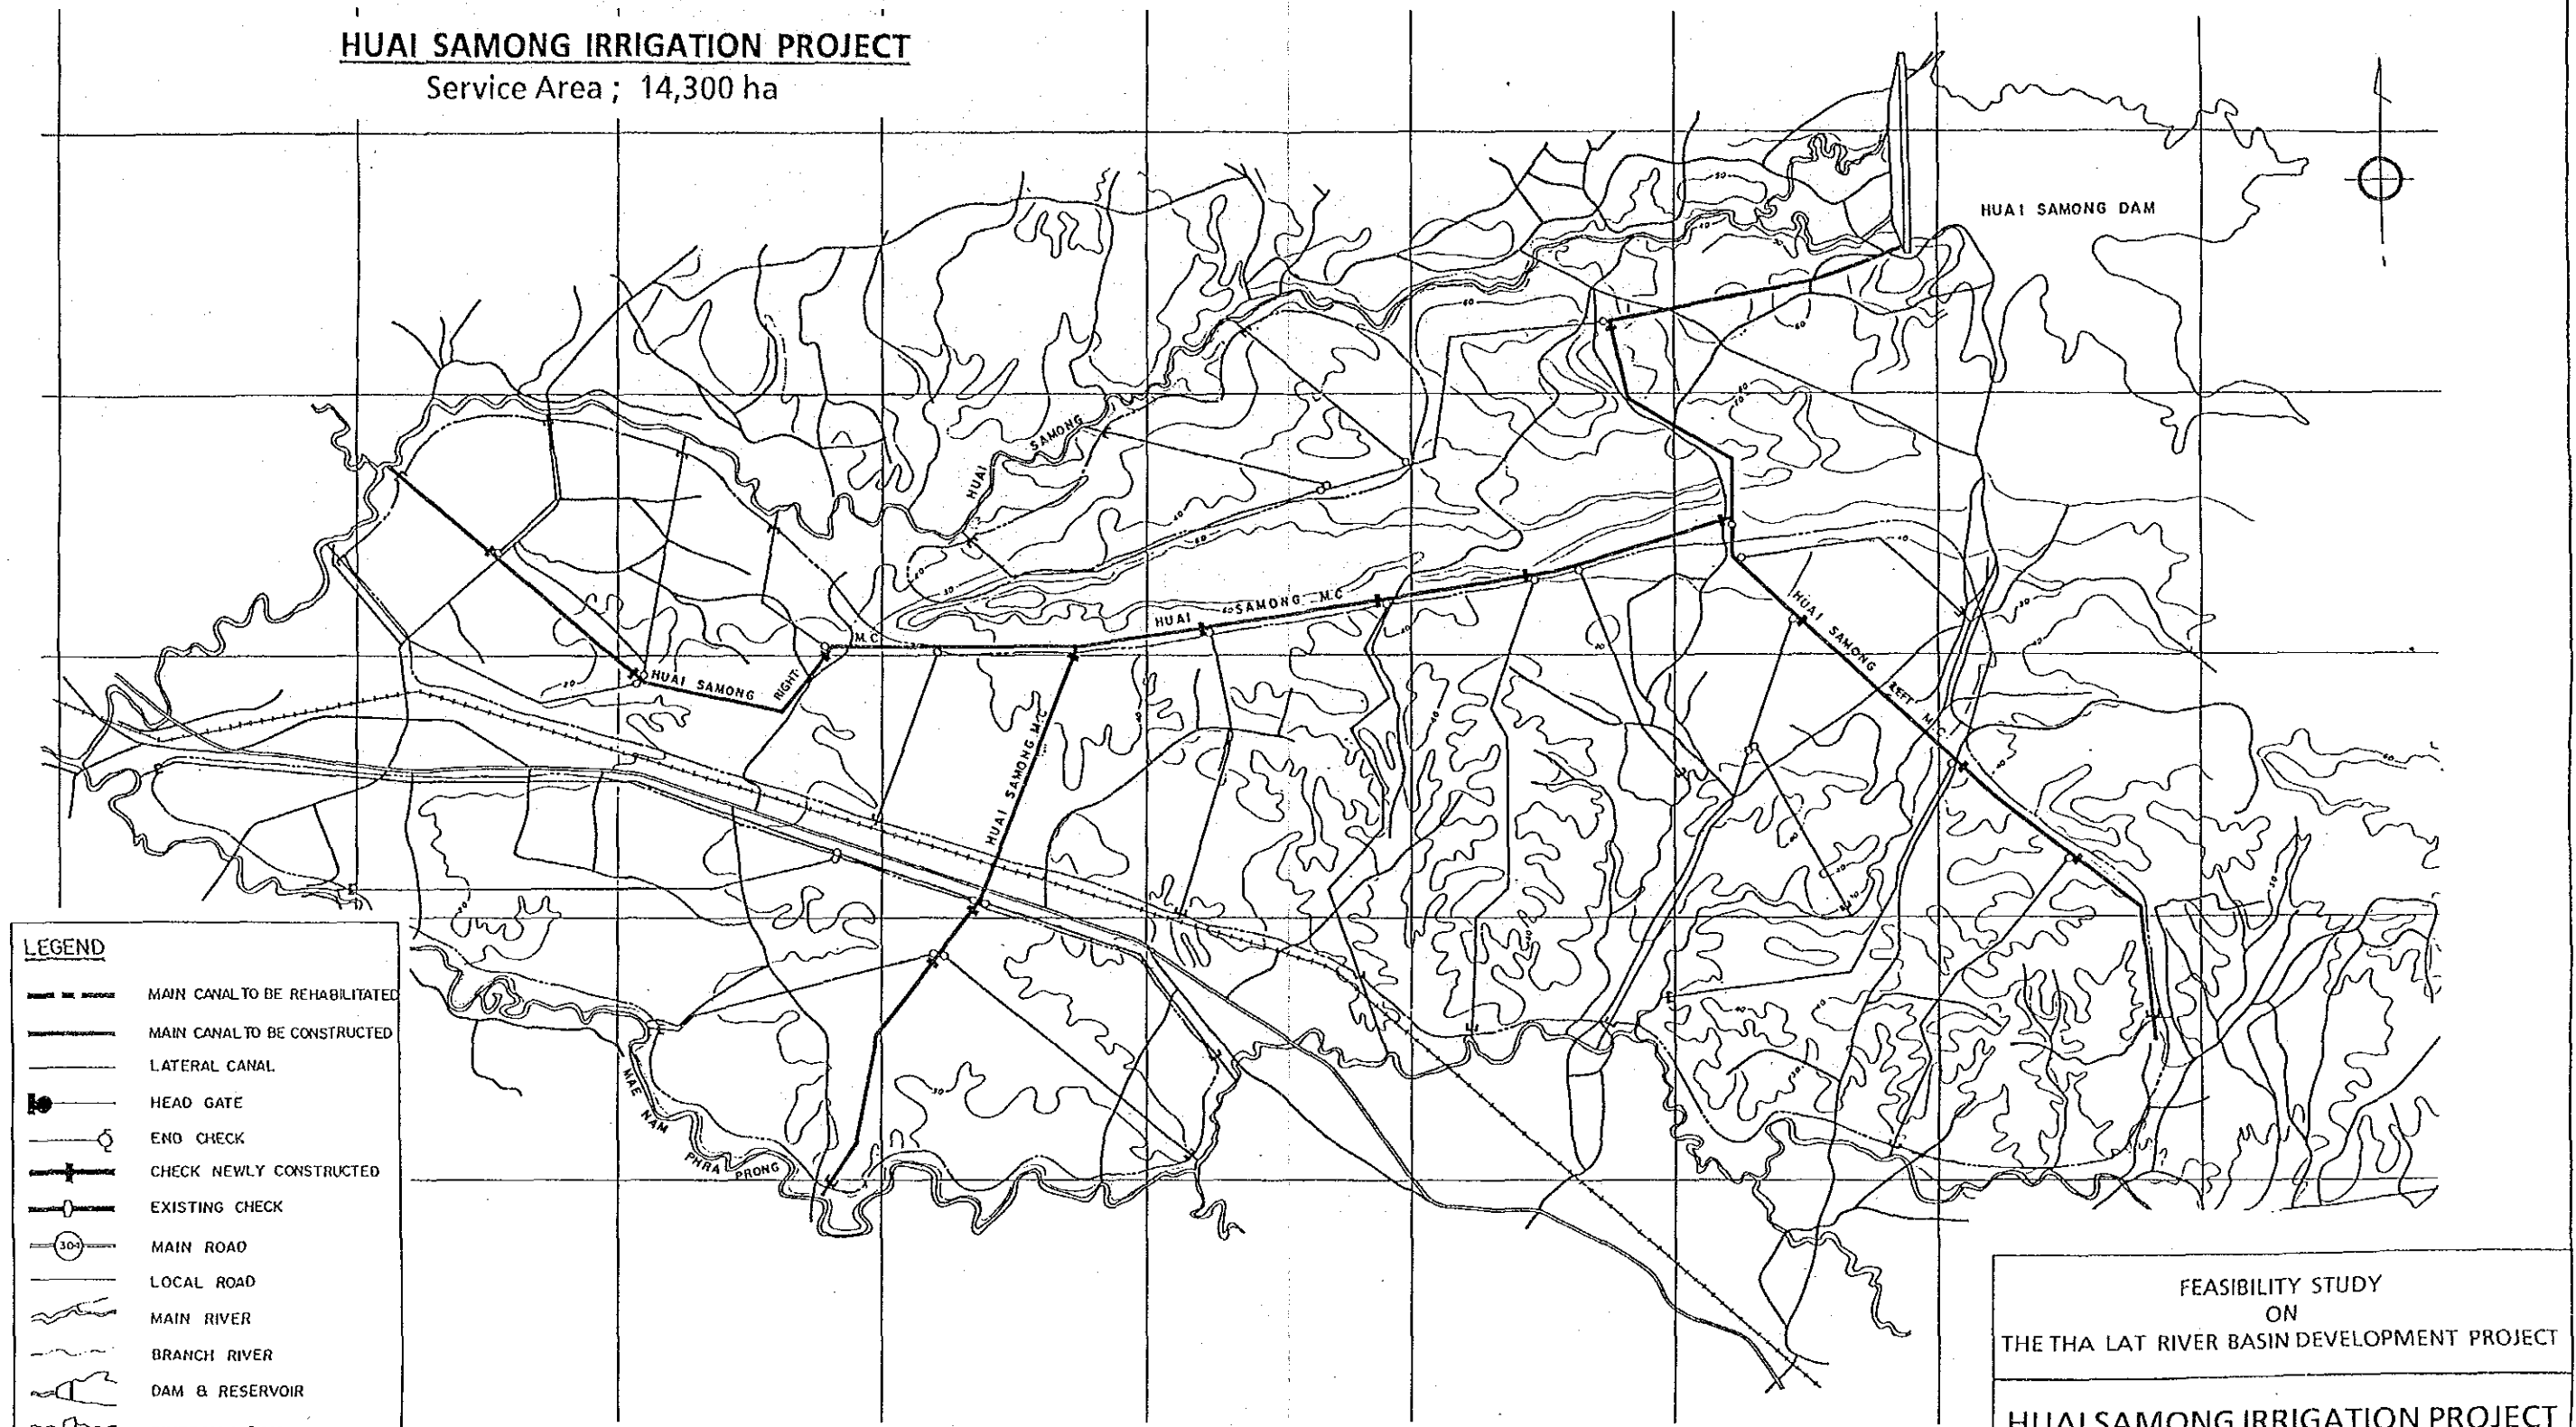 HUAI SAMONG IRRIGATION PROJECT
Service Area ; 14,300 ha
HUAI SAMONG DAM
HUAI SAMONG
HUAI SAMONG M.C
M.C
HUAI SAMONG RIGHT
HUAI SAMONG M.C
HUAI SAMONG LEFT M.C
MAE NAM
PHRA PRONG
LEGEND
MAIN CANAL TO BE REHABILITATED
MAIN CANAL TO BE CONSTRUCTED
LATERAL CANAL
HEAD GATE
END CHECK
CHECK NEWLY CONSTRUCTED
EXISTING CHECK
304 MAIN ROAD
LOCAL ROAD
MAIN RIVER
BRANCH RIVER
DAM & RESERVOIR
FEASIBILITY STUDY
ON
THE THA LAT RIVER BASIN DEVELOPMENT PROJECT
HUAI SAMONG IRRIGATION PROJECT